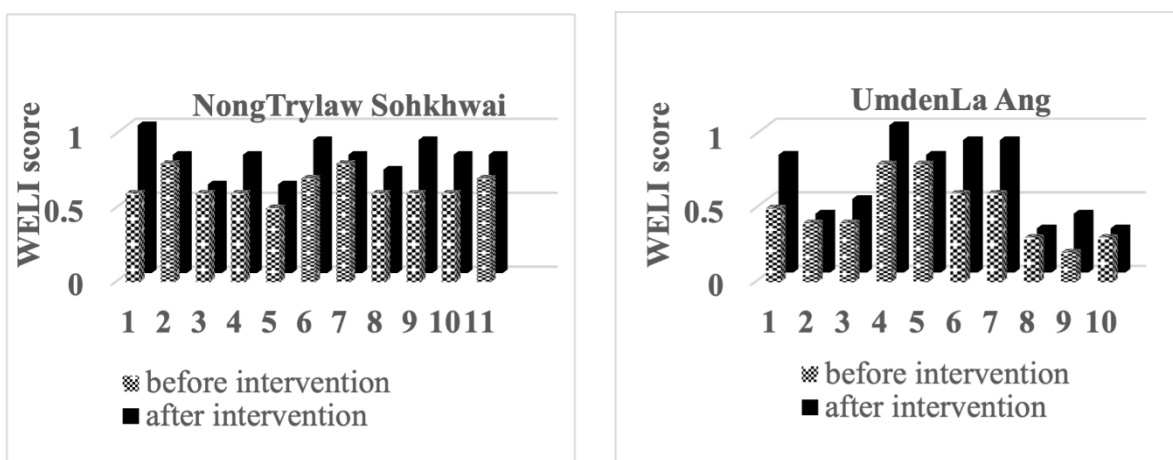 NongTrylaw Sohkhwai
WELI score
1
0.5
0
1 2 3 4 5 6 7 8 9 10 11
before intervention
after intervention
UmdenLa Ang
WELI score
1
0.5
0
1 2 3 4 5 6 7 8 9 10
before intervention
after intervention